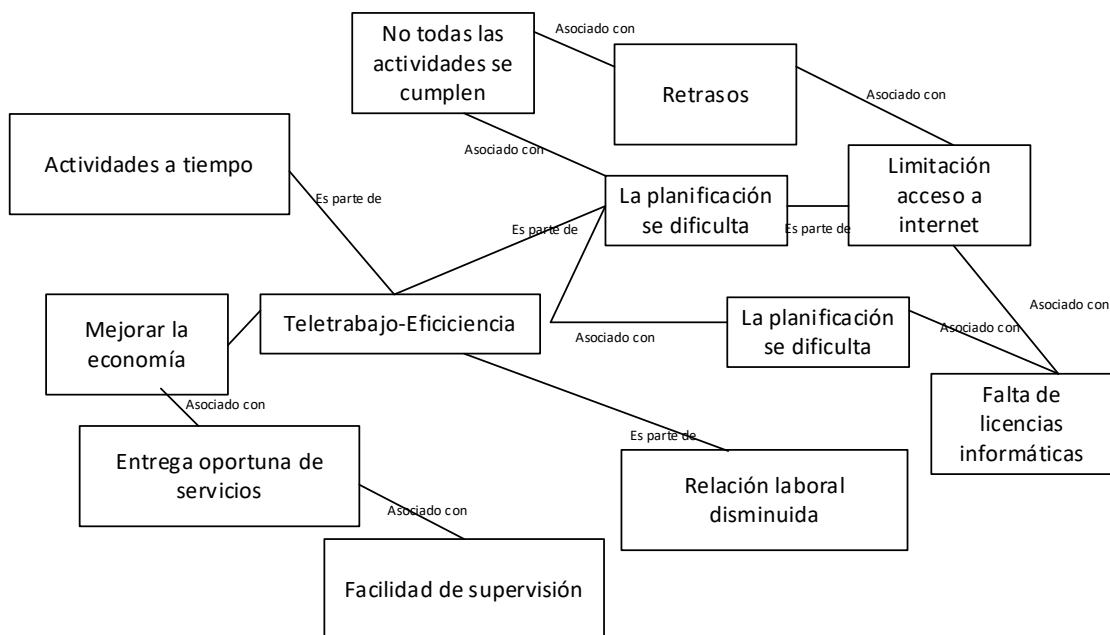 No todas las
actividades se
cumplen
Asociado con
Retrasos
Asociado con
Actividades a tiempo
Asociado con
Limitación
acceso a
internet
Es parte de
La planificación
se dificulta
Es parte de
Es parte de
Mejorar la
economía
Teletrabajo-Eficiciencia
La planificación
se dificulta
Asociado con
Asociado con
Asociado con
Asociado con
Falta de
licencias
informáticas
Entrega oportuna de
servicios
Es parte de
Relación laboral
disminuida
Asociado con
Facilidad de supervisión